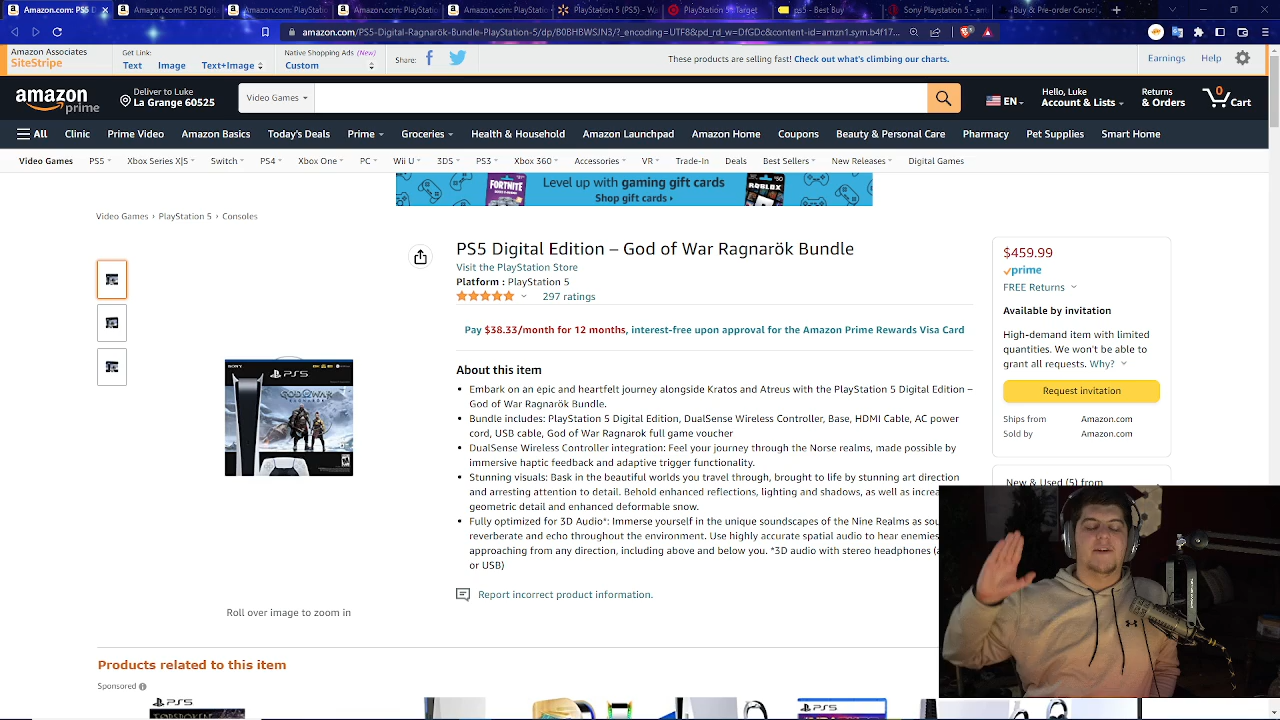 Amazon.com: PS5
Amazon.com: PS5 Digi
Amazon.com: PlayStati
Amazon.com: PlayStati
Amazon.com: PlayStati
PlayStation 5 (PS5) - W
PlayStation 5 : Target
ps5 - Best Buy
Sony PlayStation 5
Buy & Pre-order Cons
amazon.com/PS5-Digital-Ragnarök-Bundle-PlayStation-5/dp/B0BHBWSJN3/?_encoding=UTF8&pd_rd_w=DfGDc&content-id=amzn1.sym.b4f17...
Amazon Associates
SiteStripe
Get Link:
Text Image Text+Image
Native Shopping Ads (New)
Custom
Share:
These products are selling fast! Check out what's climbing our charts.
Earnings Help
amazon prime
Deliver to Luke
La Grange 60525
Video Games
EN
Hello, Luke
Account & Lists
Returns
& Orders
0
Cart
All Clinic Prime Video Amazon Basics Today's Deals Prime Groceries Health & Household Amazon Launchpad Amazon Home Coupons Beauty & Personal Care Pharmacy Pet Supplies Smart Home
Video Games PS5 Xbox Series X|S Switch PS4 Xbox One PC Wii U 3DS PS3 Xbox 360 Accessories VR Trade-In Deals Best Sellers New Releases Digital Games
FORTNITE
Level up with gaming gift cards
Shop gift cards
ROBLOX
Video Games › PlayStation 5 › Consoles
PS5 Digital Edition – God of War Ragnarök Bundle
Visit the PlayStation Store
Platform : PlayStation 5
297 ratings
Pay $38.33/month for 12 months, interest-free upon approval for the Amazon Prime Rewards Visa Card
About this item
• Embark on an epic and heartfelt journey alongside Kratos and Atreus with the PlayStation 5 Digital Edition –
God of War Ragnarök Bundle.
• Bundle includes: PlayStation 5 Digital Edition, DualSense Wireless Controller, Base, HDMI Cable, AC power
cord, USB cable, God of War Ragnarok full game voucher
• DualSense Wireless Controller integration: Feel your journey through the Norse realms, made possible by
immersive haptic feedback and adaptive trigger functionality.
• Stunning visuals: Bask in the beautiful worlds you travel through, brought to life by stunning art direction
and arresting attention to detail. Behold enhanced reflections, lighting and shadows, as well as increa
geometric detail and enhanced deformable snow.
• Fully optimized for 3D Audio*: Immerse yourself in the unique soundscapes of the Nine Realms as sou
reverberate and echo throughout the environment. Use highly accurate spatial audio to hear enemies
approaching from any direction, including above and below you. *3D audio with stereo headphones (a
or USB)
Report incorrect product information.
$459.99
prime
FREE Returns
Available by invitation
High-demand item with limited
quantities. We won't be able to
grant all requests. Why?
Request invitation
Ships from Amazon.com
Sold by Amazon.com
New & Used (5) from
SONY
PS5
GOD OF WAR
RAGNARÖK
Roll over image to zoom in
Products related to this item
Sponsored
PS5
FORSPOKEN
PS5